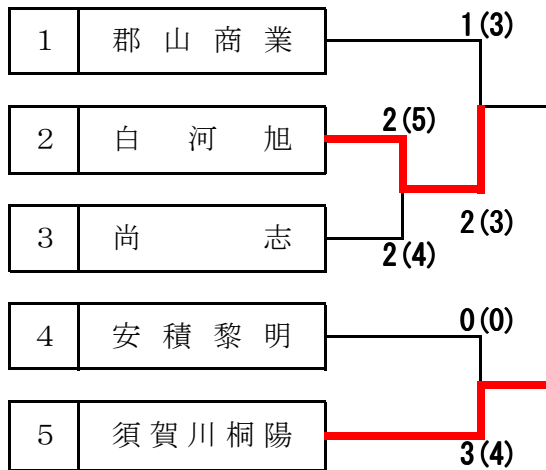 1 郡山商業 1(3)
2 白河旭 2(5)
2(3)
3 尚志 2(4)
4 安積黎明 0(0)
5 須賀川桐陽 3(4)